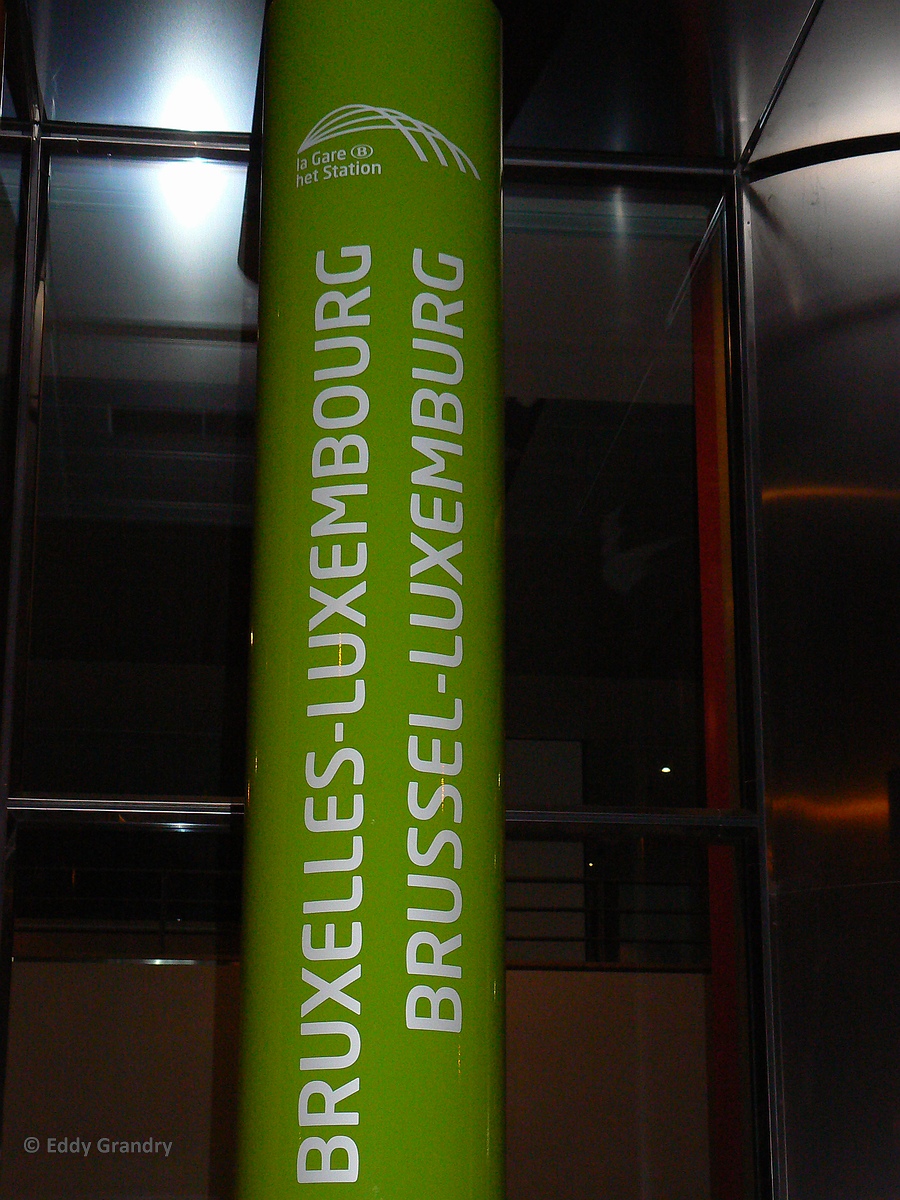 la Gare B
het Station
BRUXELLES-LUXEMBOURG
BRUSSEL-LUXEMBURG
© Eddy Grandry